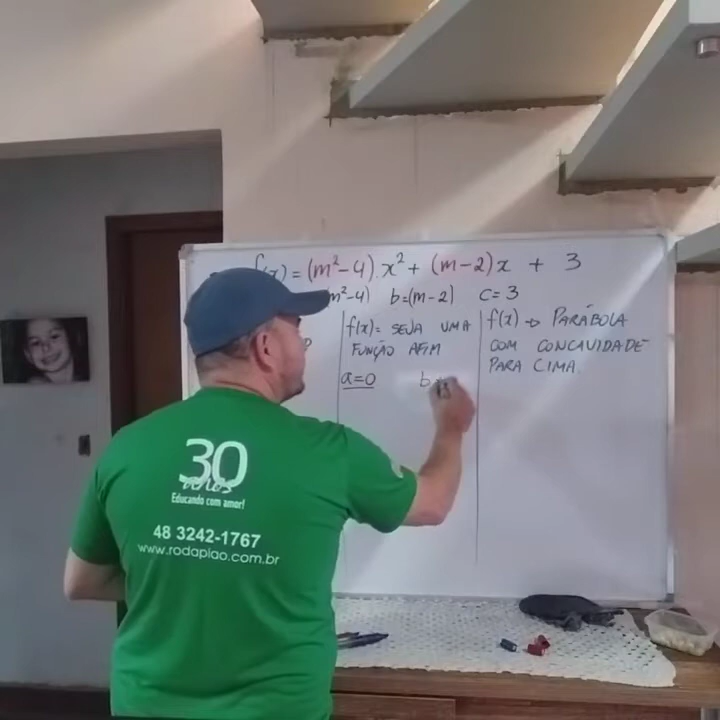 f(x) = (m²-4).x² + (m-2)x + 3
m²-4) b=(m-2) c=3
f(x)= SEJA UMA
FUNÇÃO AFIM
a=0 b
f(x) → PARÁBOLA
COM CONCAVIDADE
PARA CIMA.
30
anos
Educando com amor!
48 3242-1767
www.rodapiao.com.br